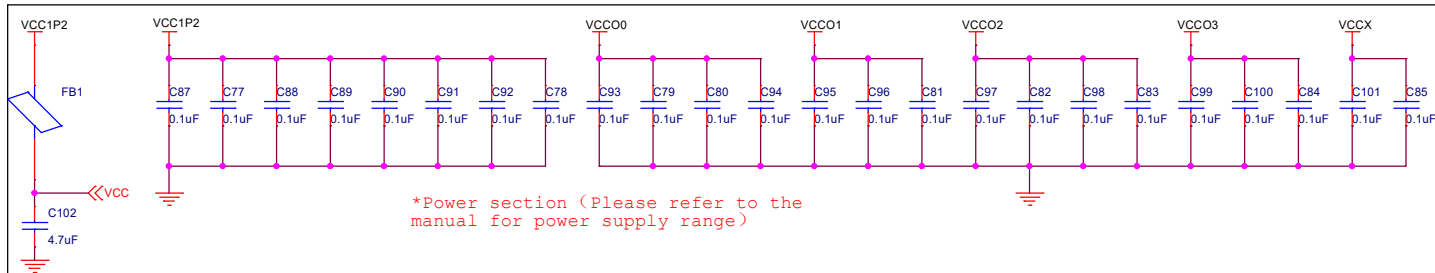 VCC1P2 VCC1P2 VCCO0 VCCO1 VCCO2 VCCO3 VCCX
FB1 C87 C77 C88 C89 C90 C91 C92 C78 C93 C79 C80 C94 C95 C96 C81 C97 C82 C98 C83 C99 C100 C84 C101 C85
0.1uF 0.1uF 0.1uF 0.1uF 0.1uF 0.1uF 0.1uF 0.1uF 0.1uF 0.1uF 0.1uF 0.1uF 0.1uF 0.1uF 0.1uF 0.1uF 0.1uF 0.1uF 0.1uF 0.1uF 0.1uF 0.1uF 0.1uF 0.1uF
VCC
C102
4.7uF
*Power section (Please refer to the
manual for power supply range)